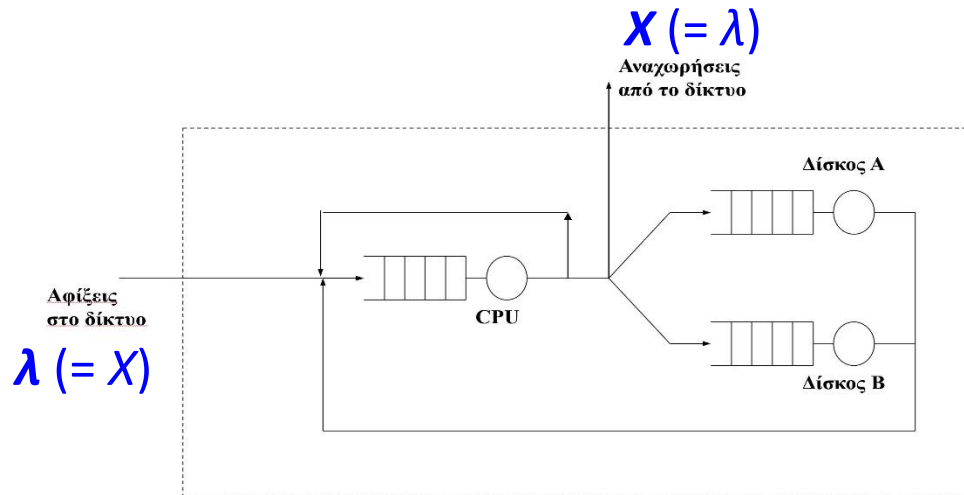 X (= λ)
Αναχωρήσεις
από το δίκτυο
Δίσκος Α
CPU
Αφίξεις
στο δίκτυο
λ (= X)
Δίσκος Β